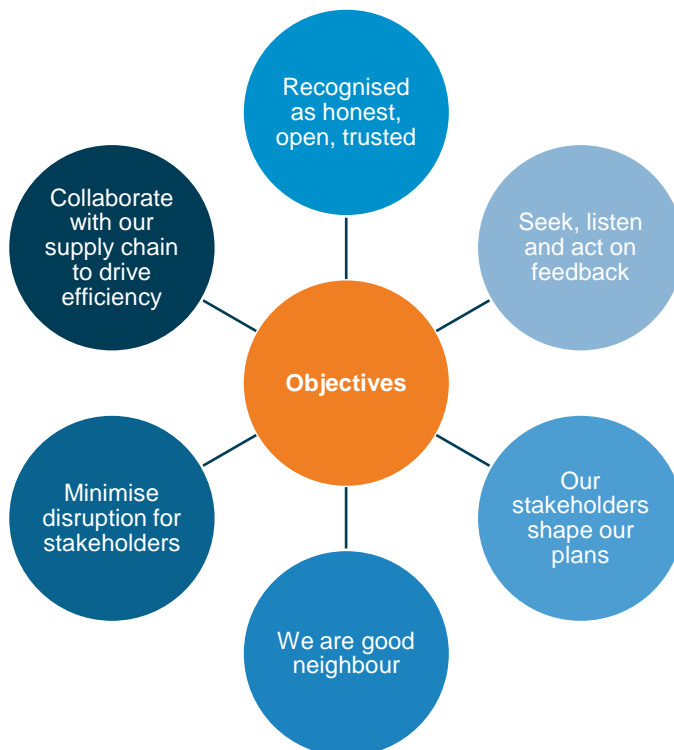 Recognised
as honest,
open, trusted
Seek, listen
and act on
feedback
Our
stakeholders
shape our
plans
We are good
neighbour
Minimise
disruption for
stakeholders
Collaborate
with our
supply chain
to drive
efficiency
Objectives